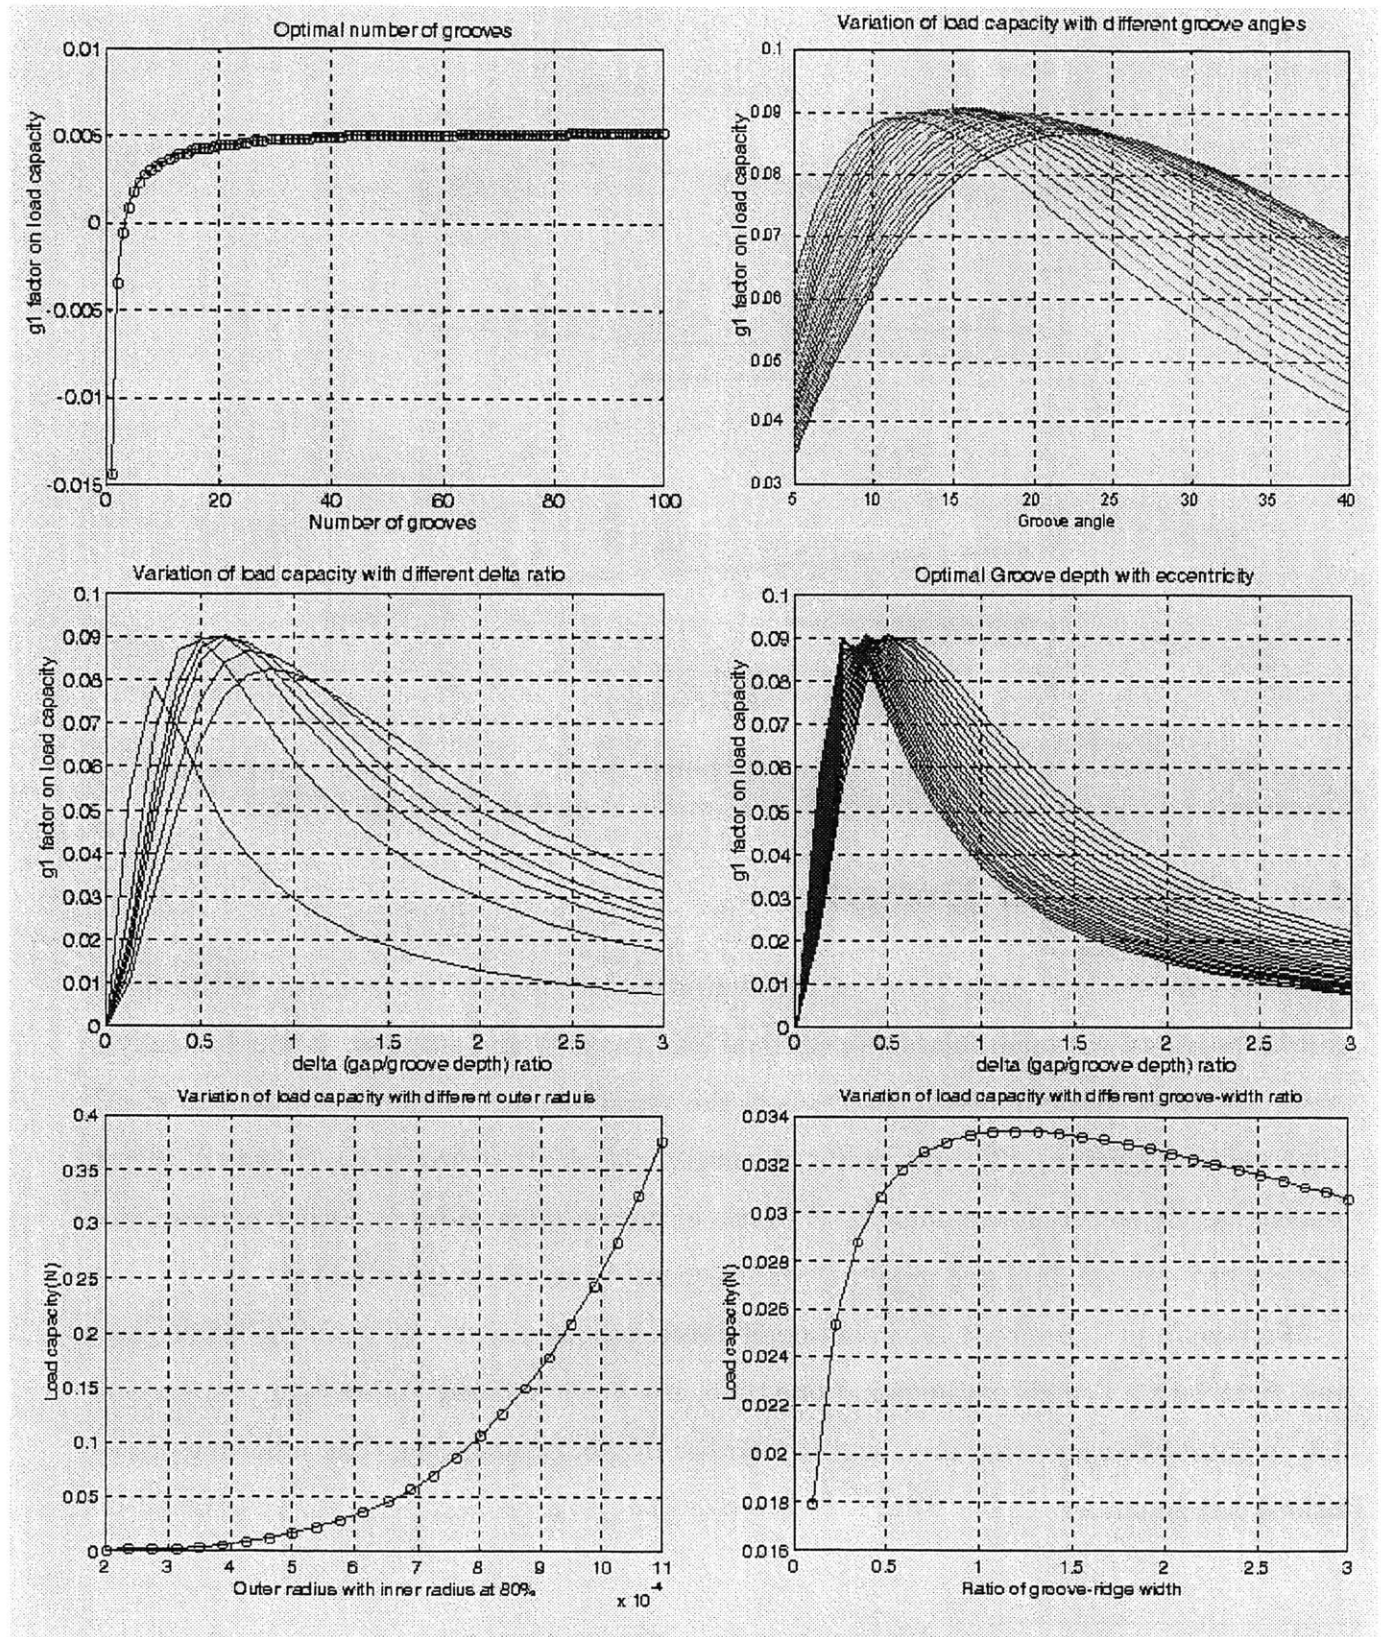 Optimal number of grooves
g1 factor on load capacity
0.01
0.005
0
-0.005
-0.01
-0.015
0 20 40 60 80 100
Number of grooves
Variation of load capacity with different groove angles
g1 factor on load capacity
0.1
0.09
0.08
0.07
0.06
0.05
0.04
0.03
5 10 15 20 25 30 35 40
Groove angle
Variation of load capacity with different delta ratio
g1 factor on load capacity
0.1
0.09
0.08
0.07
0.06
0.05
0.04
0.03
0.02
0.01
0
0 0.5 1 1.5 2 2.5 3
delta (gap/groove depth) ratio
Optimal Groove depth with eccentricity
g1 factor on load capacity
0.1
0.09
0.08
0.07
0.06
0.05
0.04
0.03
0.02
0.01
0
0 0.5 1 1.5 2 2.5 3
delta (gap/groove depth) ratio
Variation of load capacity with different outer raduis
Load capacity(N)
0.4
0.35
0.3
0.25
0.2
0.15
0.1
0.05
0
2 3 4 5 6 7 8 9 10 11
Outer radius with inner radius at 80%
x 10-4
Variation of load capacity with different groove-width ratio
Load capacity(N)
0.034
0.032
0.03
0.028
0.026
0.024
0.022
0.02
0.018
0.016
0 0.5 1 1.5 2 2.5 3
Ratio of groove-ridge width